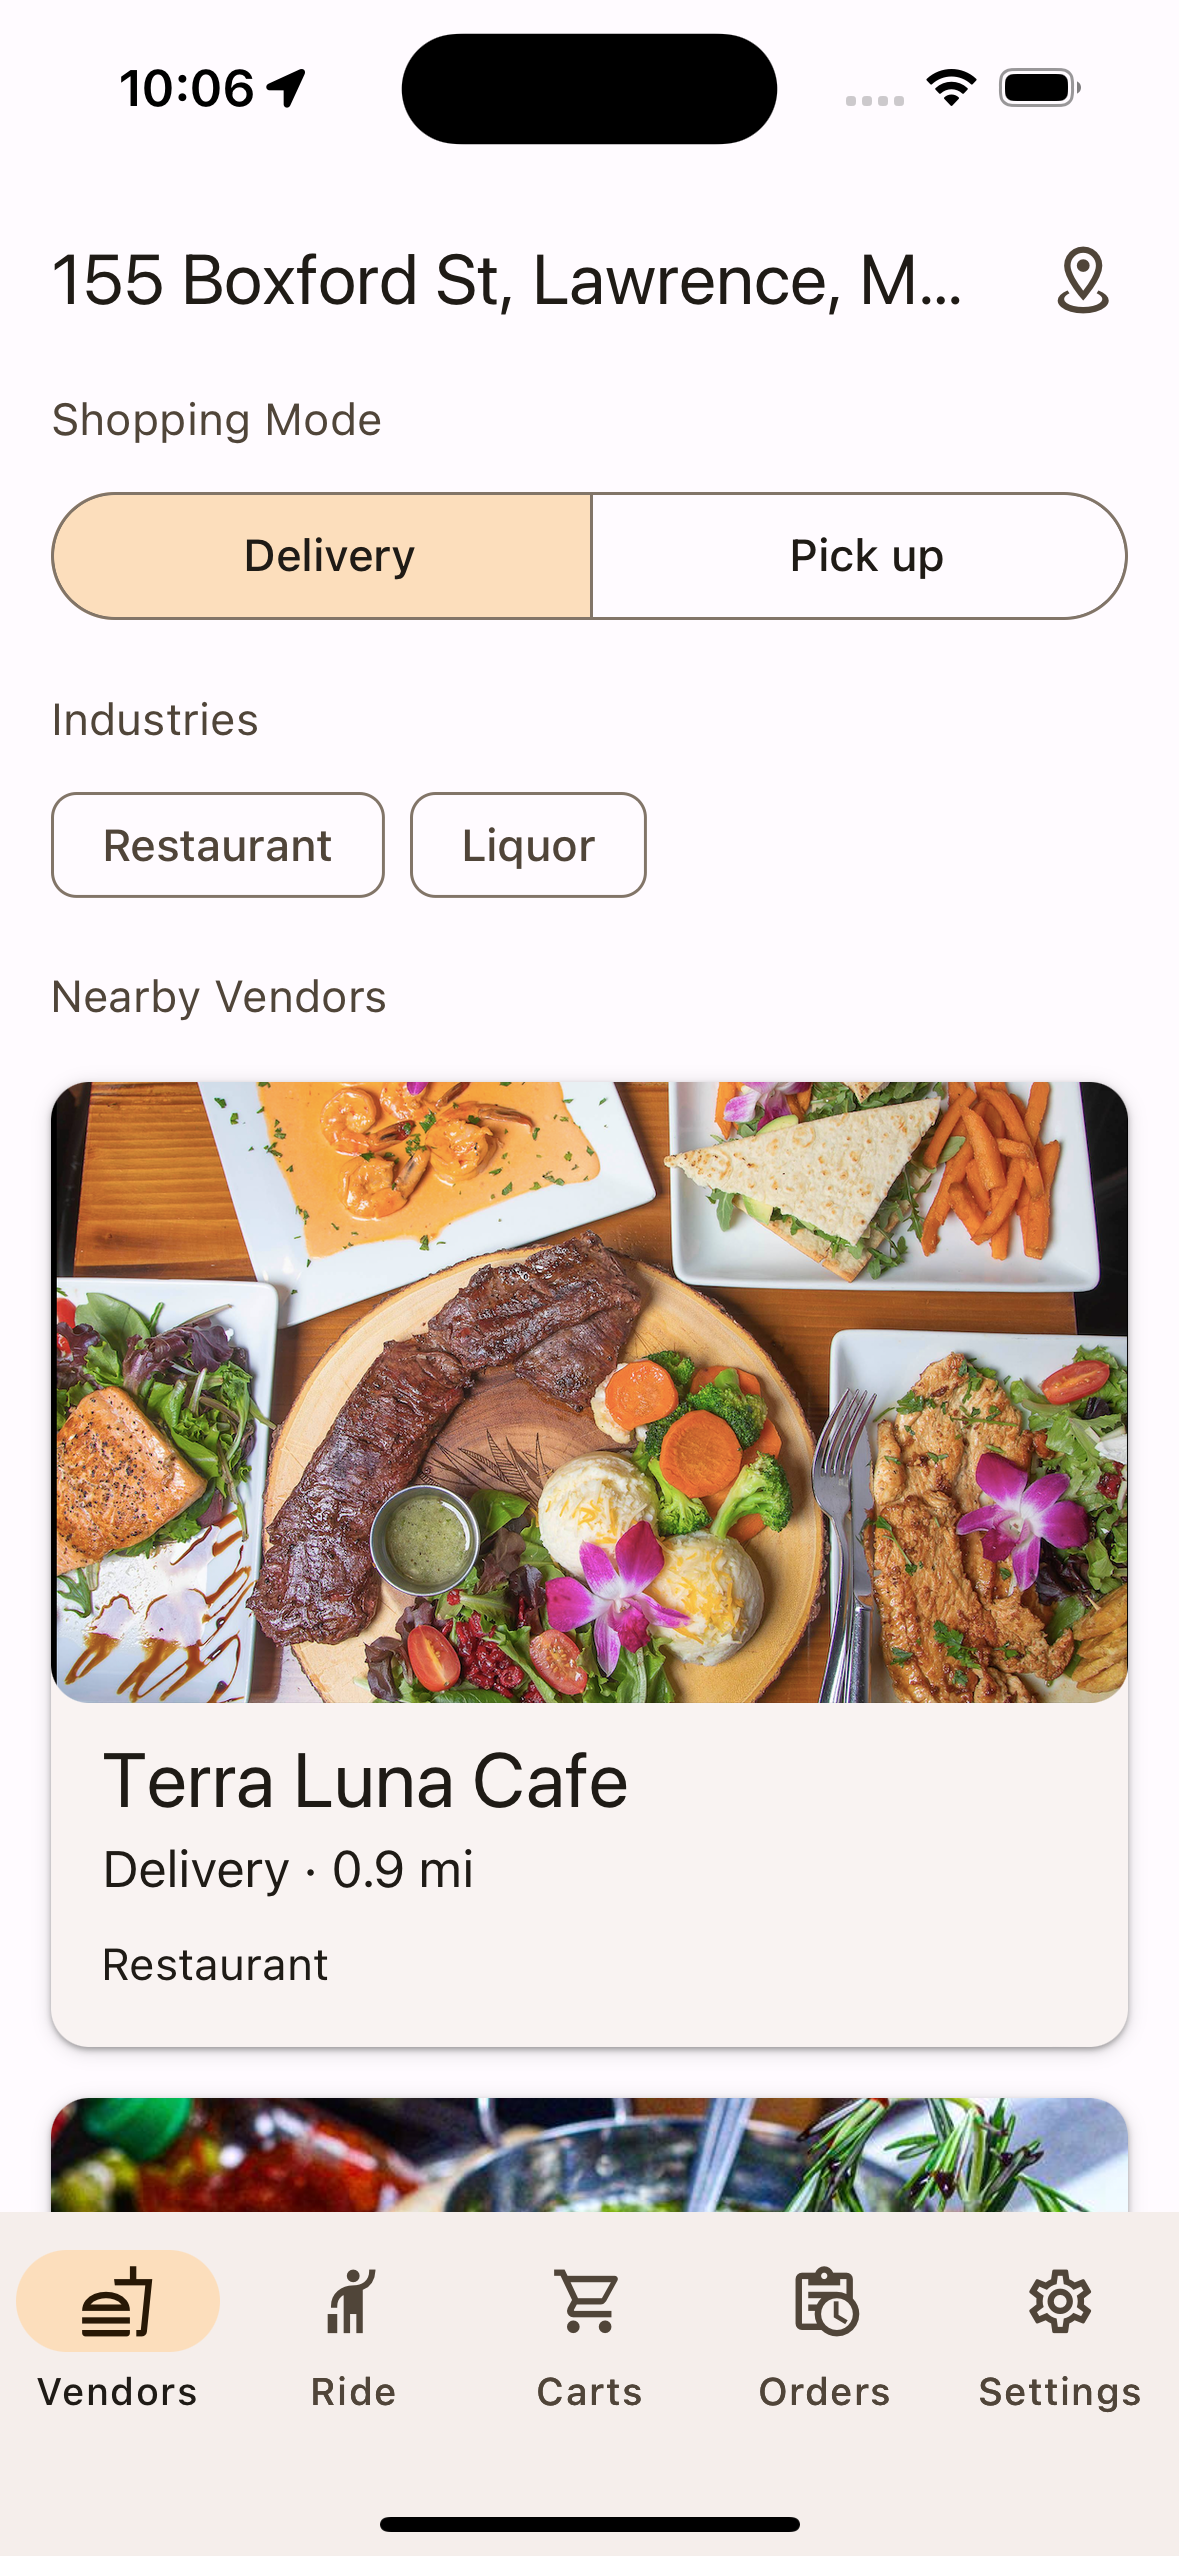 10:06
155 Boxford St, Lawrence, M...
Shopping Mode
Delivery
Pick up
Industries
Restaurant
Liquor
Nearby Vendors
Terra Luna Cafe
Delivery · 0.9 mi
Restaurant
Vendors
Ride
Carts
Orders
Settings